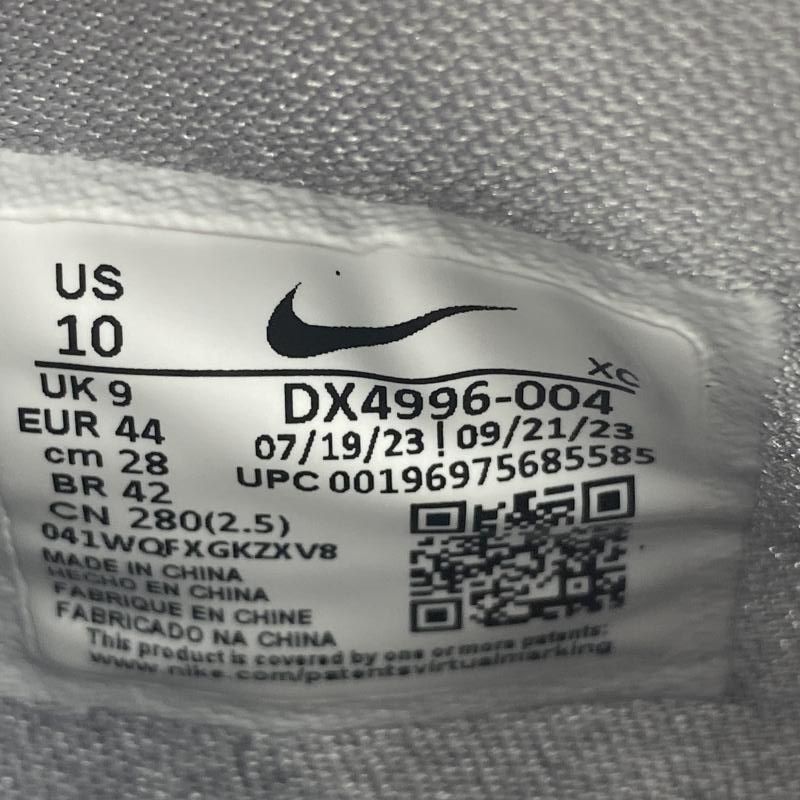 US
10
XC
UK 9
EUR 44
cm 28
BR 42
CN 280(2.5)
041WQFXGKZXV8
DX4996-004
07/19/23 ! 09/21/23
UPC 00196975685585
MADE IN CHINA
HECHO EN CHINA
FABRIQUE EN CHINE
FABRICADO NA CHINA
This product is covered by one or more patents:
www.nike.com/patentsvirtualmarking